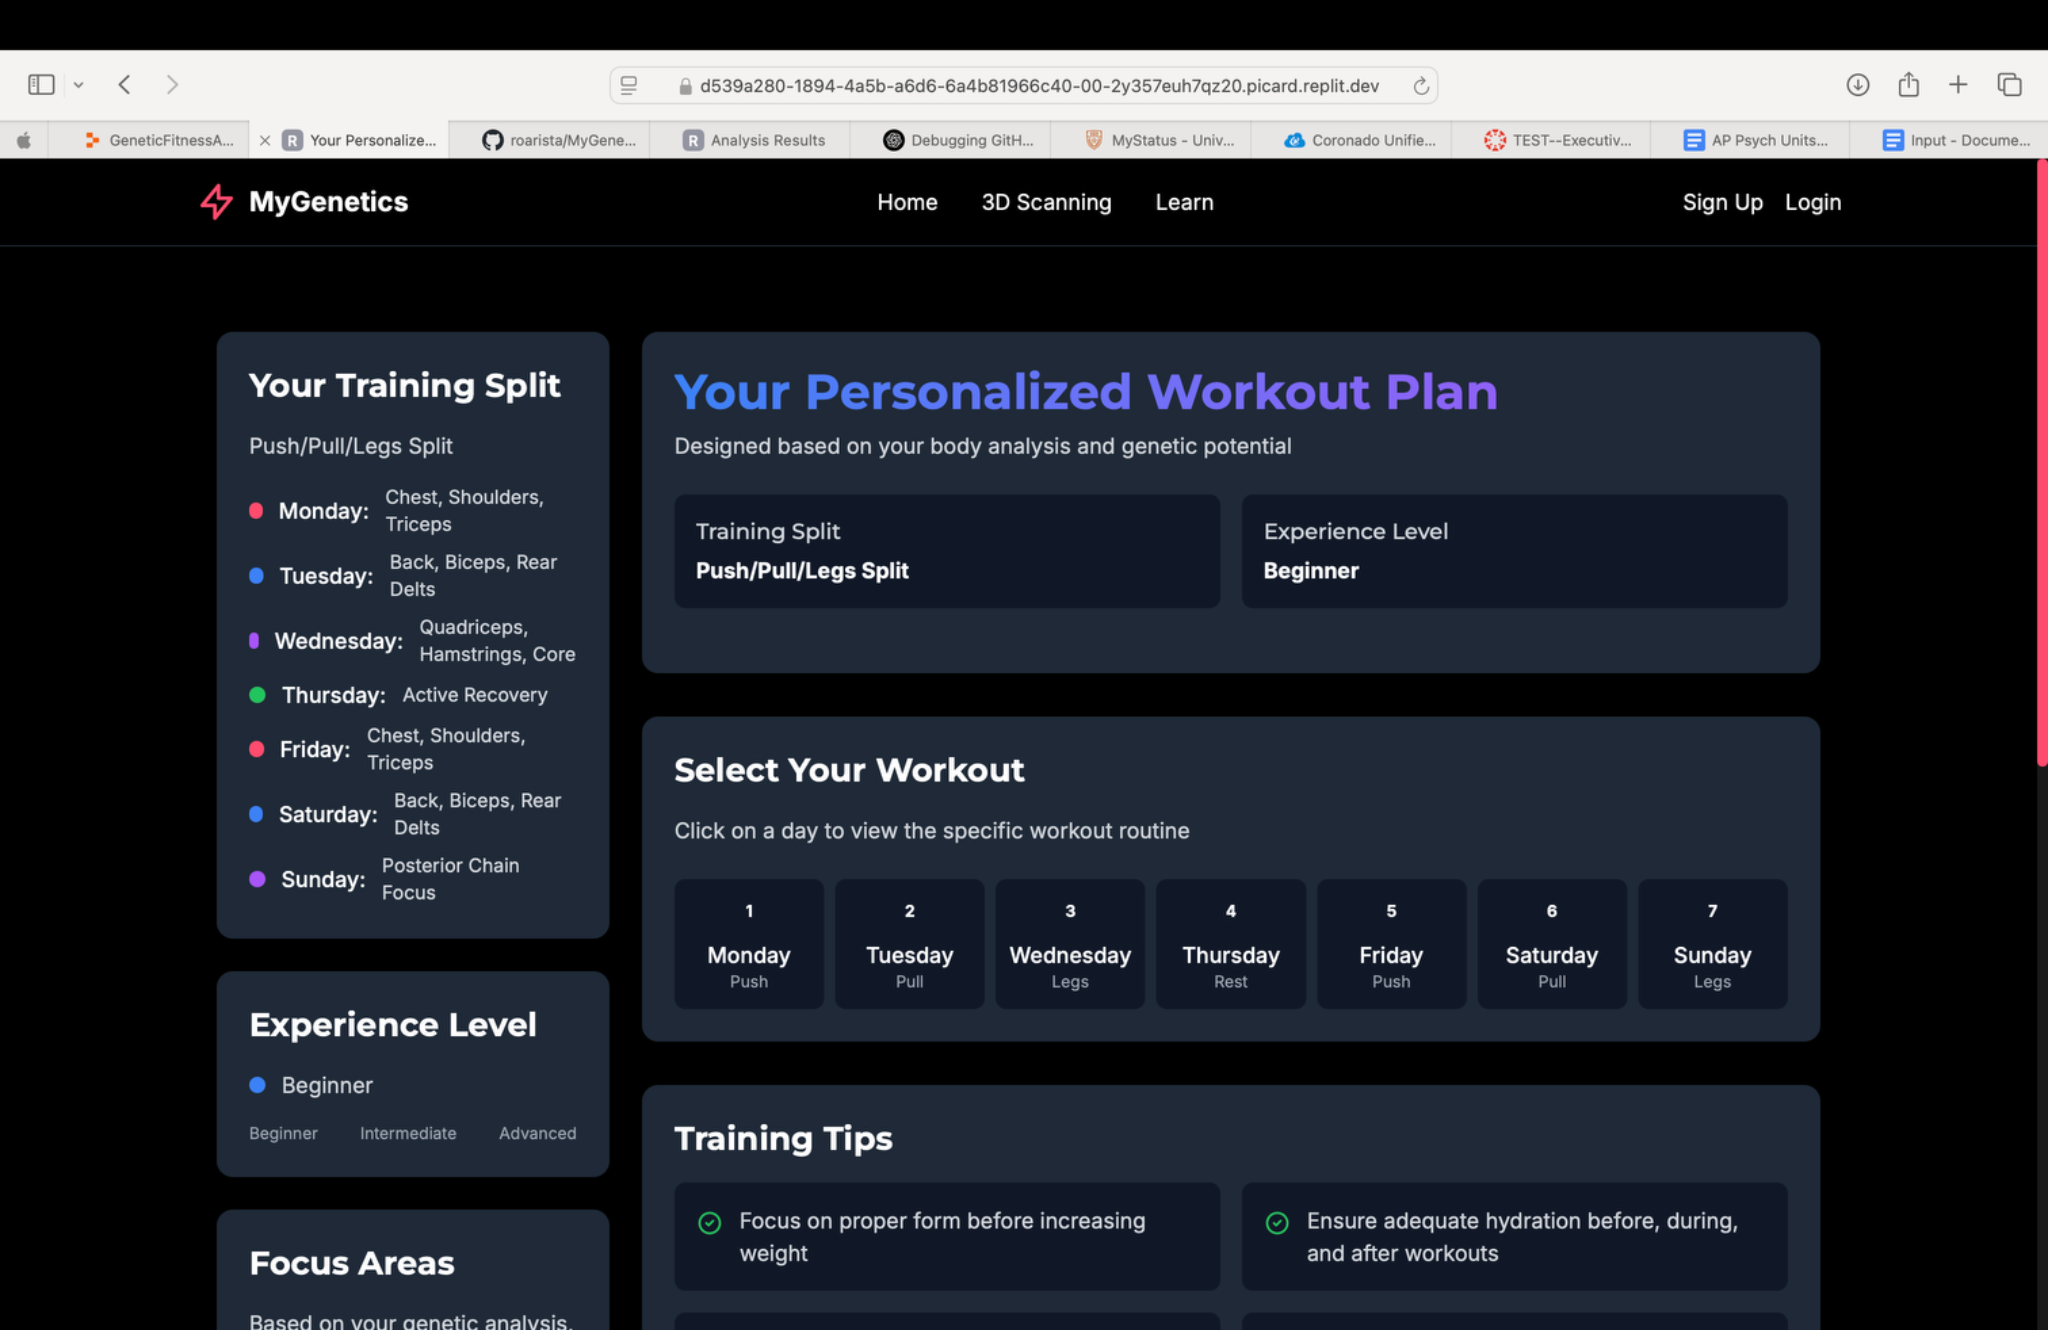 d539a280-1894-4a5b-a6d6-6a4b81966c40-00-2y357euh7qz20.picard.replit.dev
GeneticFitnessA...
R Your Personalize...
roarista/MyGene...
R Analysis Results
Debugging GitH...
MyStatus - Univ...
Coronado Unifie...
TEST--Executiv...
AP Psych Units...
Input - Docume...
MyGenetics
Home
3D Scanning
Learn
Sign Up
Login
Your Training Split
Push/Pull/Legs Split
Monday: Chest, Shoulders,
Triceps
Tuesday: Back, Biceps, Rear
Delts
Wednesday: Quadriceps,
Hamstrings, Core
Thursday: Active Recovery
Friday: Chest, Shoulders,
Triceps
Saturday: Back, Biceps, Rear
Delts
Sunday: Posterior Chain
Focus
Experience Level
Beginner
Beginner Intermediate Advanced
Focus Areas
Based on your genetic analysis,
Your Personalized Workout Plan
Designed based on your body analysis and genetic potential
Training Split
Push/Pull/Legs Split
Experience Level
Beginner
Select Your Workout
Click on a day to view the specific workout routine
1
Monday
Push
2
Tuesday
Pull
3
Wednesday
Legs
4
Thursday
Rest
5
Friday
Push
6
Saturday
Pull
7
Sunday
Legs
Training Tips
Focus on proper form before increasing
weight
Ensure adequate hydration before, during,
and after workouts